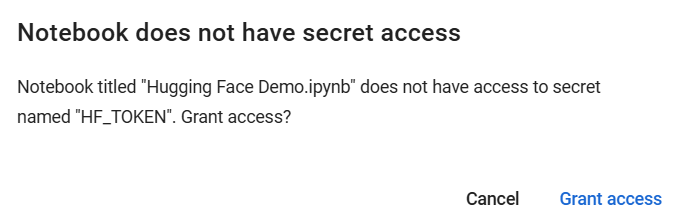 Notebook does not have secret access
Notebook titled "Hugging Face Demo.ipynb" does not have access to secret
named "HF_TOKEN". Grant access?
Cancel Grant access